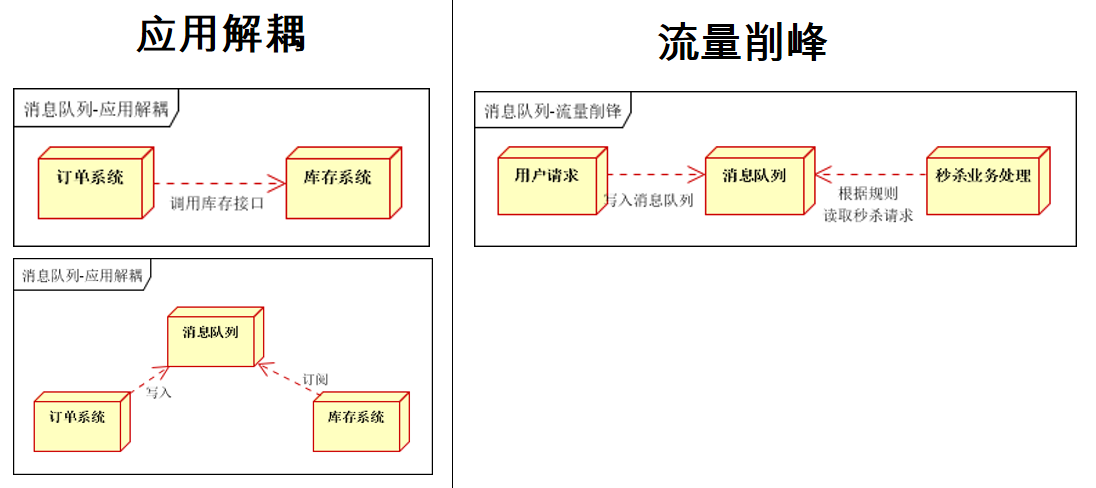 应用解耦
消息队列-应用解耦
订单系统
库存系统
调用库存接口
消息队列-应用解耦
消息队列
写入
订阅
订单系统
库存系统
流量削峰
消息队列-流量削锋
用户请求
消息队列
秒杀业务处理
写入消息队列
根据规则
读取秒杀请求